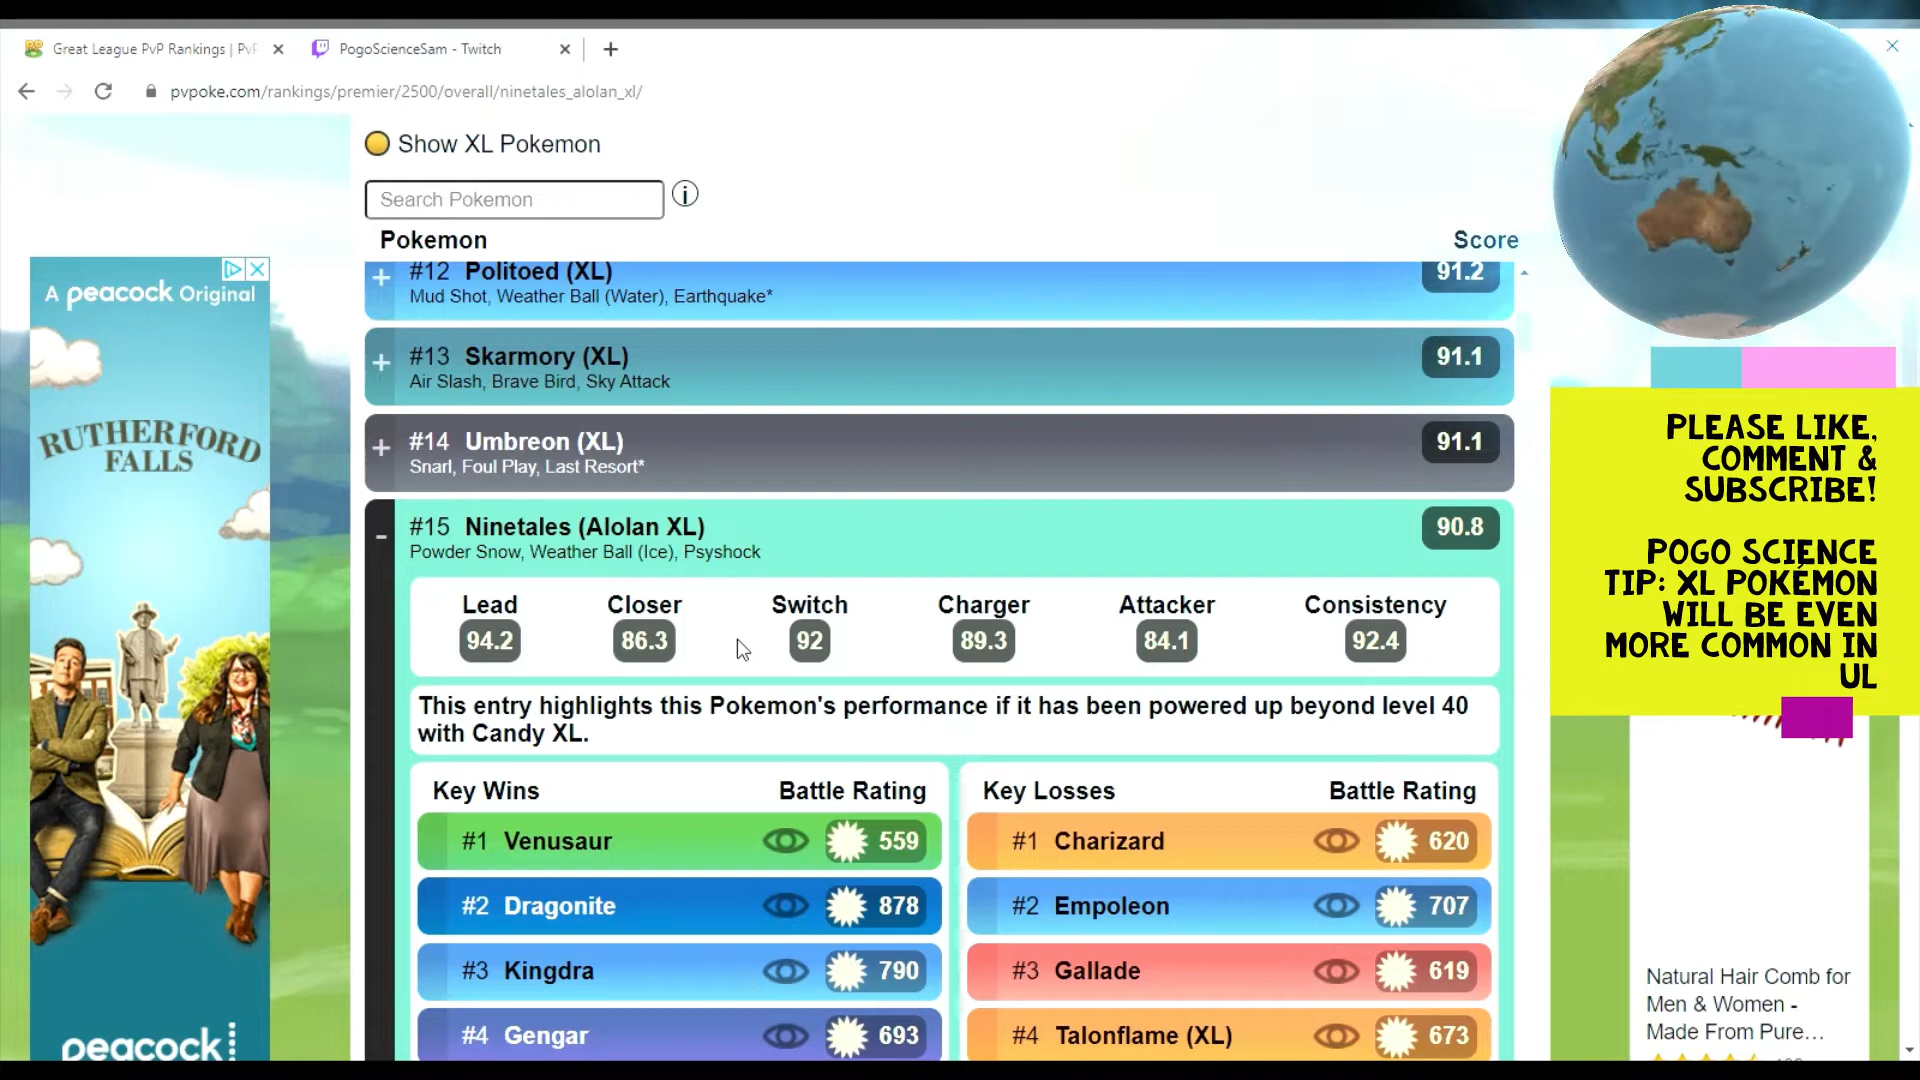 Great League PvP Rankings | PvP
PogoScienceSam - Twitch
pvpoke.com/rankings/premier/2500/overall/ninetales_alolan_xl/
Show XL Pokemon
Search Pokemon
Pokemon
Score
#12 Politoed (XL)
91.2
Mud Shot, Weather Ball (Water), Earthquake*
#13 Skarmory (XL)
91.1
Air Slash, Brave Bird, Sky Attack
#14 Umbreon (XL)
91.1
Snarl, Foul Play, Last Resort*
#15 Ninetales (Alolan XL)
90.8
Powder Snow, Weather Ball (Ice), Psyshock
Lead Closer Switch Charger Attacker Consistency
94.2 86.3 92 89.3 84.1 92.4
This entry highlights this Pokemon's performance if it has been powered up beyond level 40
with Candy XL.
Key Wins Battle Rating
#1 Venusaur 559
#2 Dragonite 878
#3 Kingdra 790
#4 Gengar 693
Key Losses Battle Rating
#1 Charizard 620
#2 Empoleon 707
#3 Gallade 619
#4 Talonflame (XL) 673
A peacock Original
RUTHERFORD
FALLS
peacock
PLEASE LIKE,
COMMENT &
SUBSCRIBE!
POGO SCIENCE
TIP: XL POKÉMON
WILL BE EVEN
MORE COMMON IN
UL
Natural Hair Comb for
Men & Women -
Made From Pure...